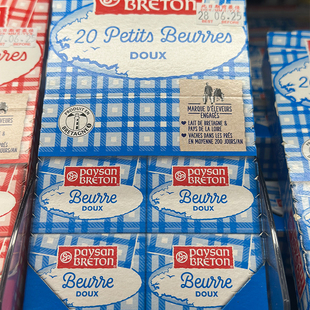 BRETON
28.06.25
20 Petits Beurres
DOUX
PRODUIT EN
BRETAGNE
MARQUE D'ÉLEVEURS
ENGAGÉS
LAIT DE BRETAGNE &
PAYS DE LA LOIRE
VACHES DANS LES PRÉS
EN MOYENNE 200 JOURS/AN
paysan
BRETON
Beurre
DOUX
paysan
BRETON
Beurre
DOUX
paysan
BRETON
Beurre
DOUX
paysan
BRETON
Beurre
DOUX
20